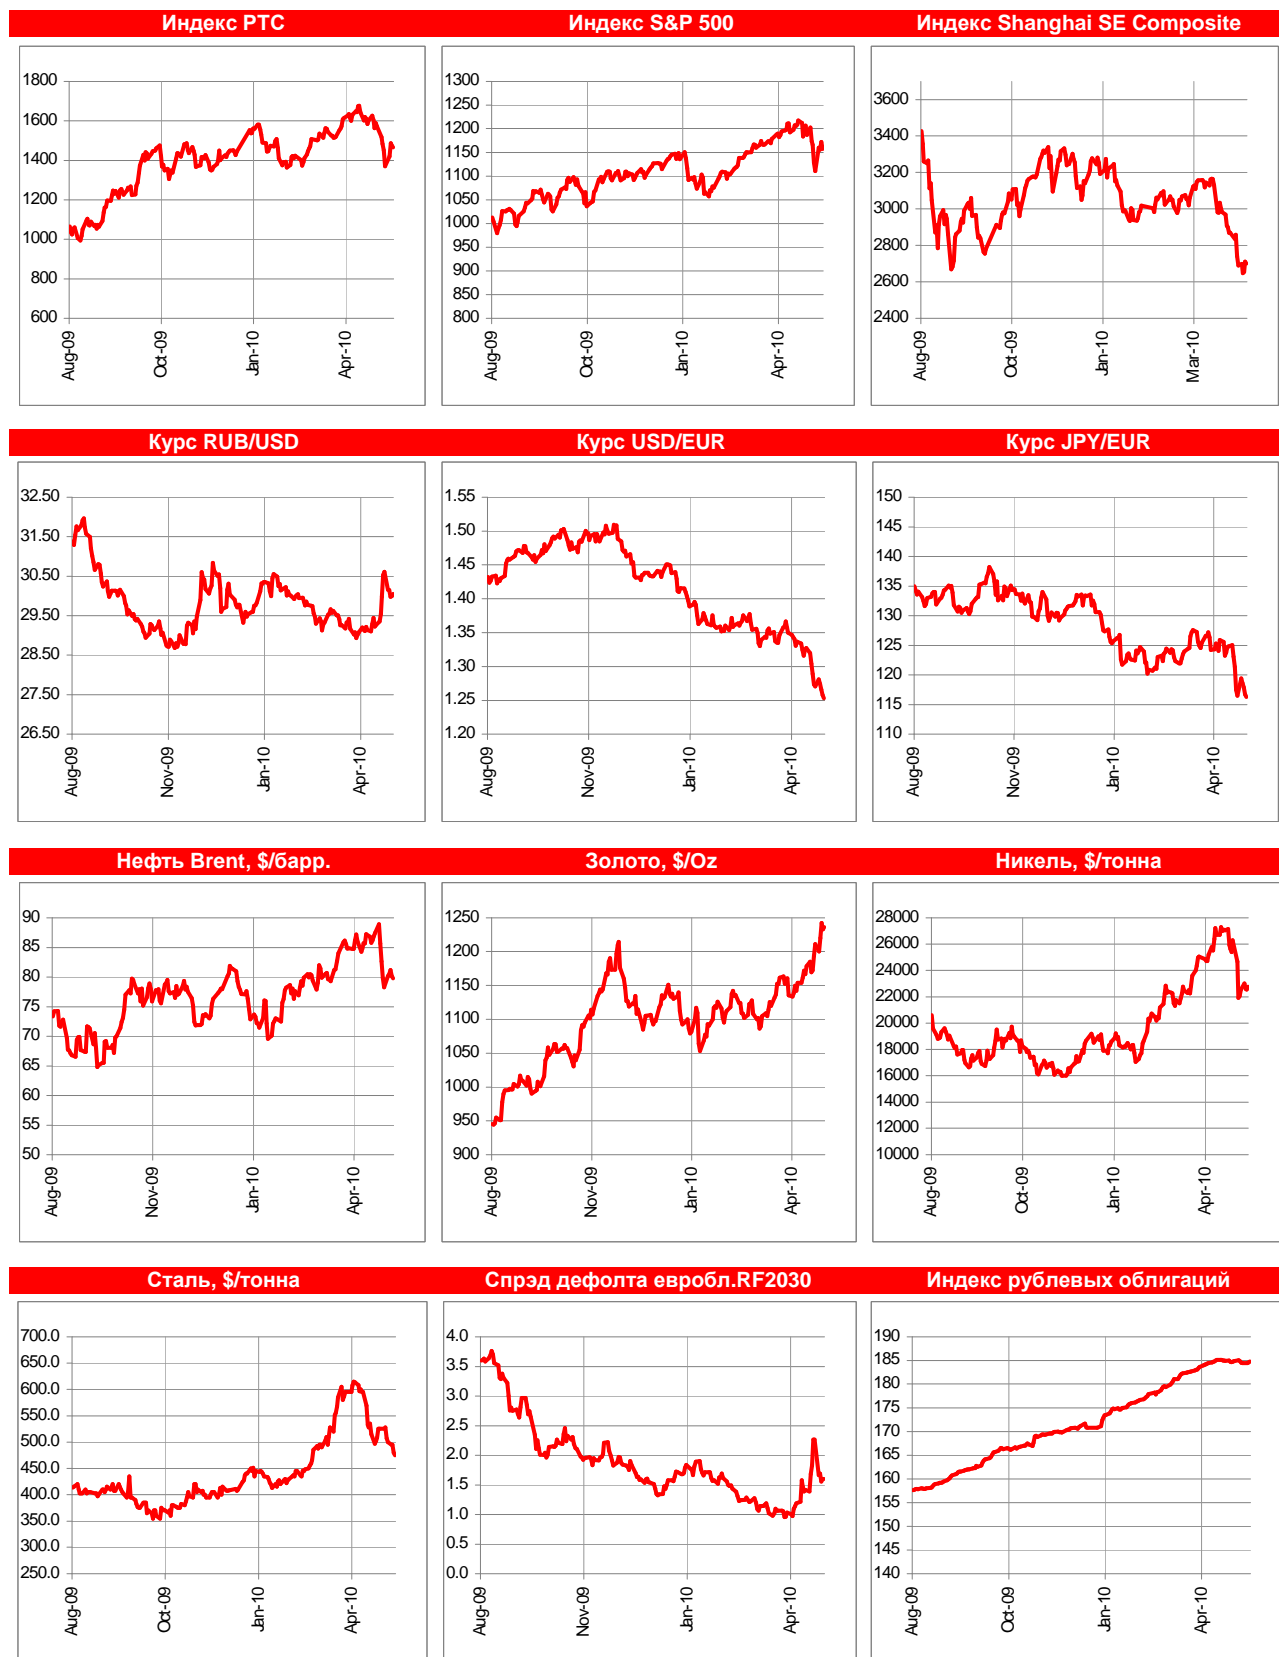 Индекс РТС
Индекс S&P 500
Индекс Shanghai SE Composite
1800
1600
1400
1200
1000
800
600
Aug-09
Oct-09
Jan-10
Apr-10
1300
1250
1200
1150
1100
1050
1000
950
900
850
800
Aug-09
Oct-09
Jan-10
Apr-10
3600
3400
3200
3000
2800
2600
2400
Aug-09
Oct-09
Jan-10
Mar-10
Курс RUB/USD
Курс USD/EUR
Курс JPY/EUR
32.50
31.50
30.50
29.50
28.50
27.50
26.50
Aug-09
Nov-09
Jan-10
Apr-10
1.55
1.50
1.45
1.40
1.35
1.30
1.25
1.20
Aug-09
Nov-09
Jan-10
Apr-10
150
145
140
135
130
125
120
115
110
Aug-09
Nov-09
Jan-10
Apr-10
Нефть Brent, $/барр.
Золото, $/Oz
Никель, $/тонна
90
85
80
75
70
65
60
55
50
Aug-09
Nov-09
Jan-10
Apr-10
1250
1200
1150
1100
1050
1000
950
900
Aug-09
Nov-09
Jan-10
Apr-10
28000
26000
24000
22000
20000
18000
16000
14000
12000
10000
Aug-09
Oct-09
Jan-10
Apr-10
Сталь, $/тонна
Спрэд дефолта евробл.RF2030
Индекс рублевых облигаций
700.0
650.0
600.0
550.0
500.0
450.0
400.0
350.0
300.0
250.0
Aug-09
Oct-09
Jan-10
Apr-10
4.0
3.5
3.0
2.5
2.0
1.5
1.0
0.5
0.0
Aug-09
Nov-09
Jan-10
Apr-10
190
185
180
175
170
165
160
155
150
145
140
Aug-09
Oct-09
Jan-10
Apr-10